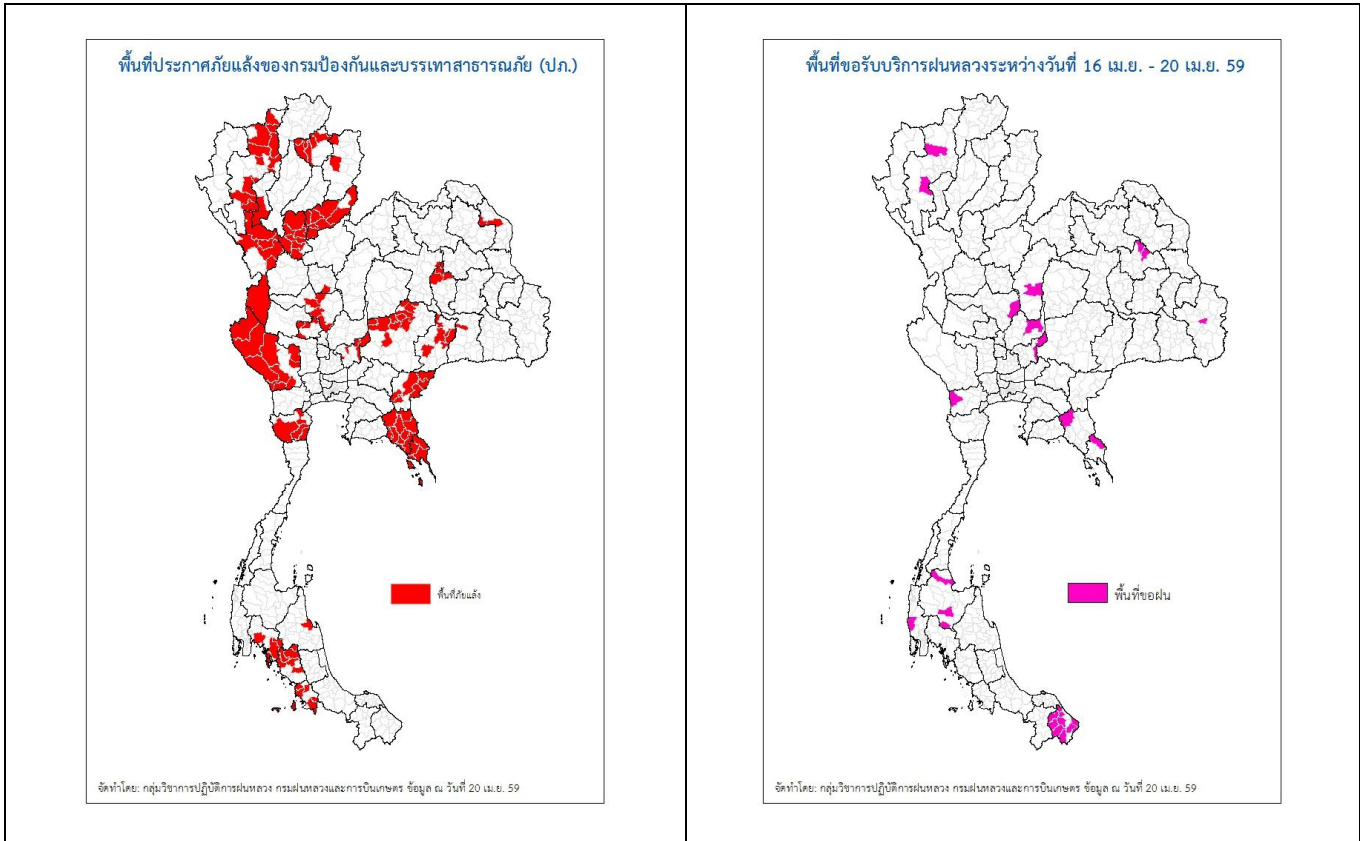 พื้นที่ประกาศภัยแล้งของกรมป้องกันและบรรเทาสาธารณภัย (ปภ.)
พื้นที่ภัยแล้ง
จัดทำโดย: กลุ่มวิชาการปฏิบัติการฝนหลวง กรมฝนหลวงและการบินเกษตร ข้อมูล ณ วันที่ 20 เม.ย. 59
พื้นที่ขอรับบริการฝนหลวงระหว่างวันที่ 16 เม.ย. - 20 เม.ย. 59
พื้นที่ขอฝน
จัดทำโดย: กลุ่มวิชาการปฏิบัติการฝนหลวง กรมฝนหลวงและการบินเกษตร ข้อมูล ณ วันที่ 20 เม.ย. 59